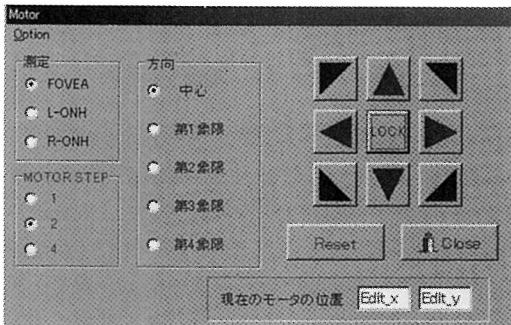 Motor
Option
測定
FOVEA
L-ONH
R-ONH
MOTOR STEP
1
2
4
方向
中心
第1象限
第2象限
第3象限
第4象限
LOCK
Reset
Close
現在のモータの位置 Edit_x Edit_y